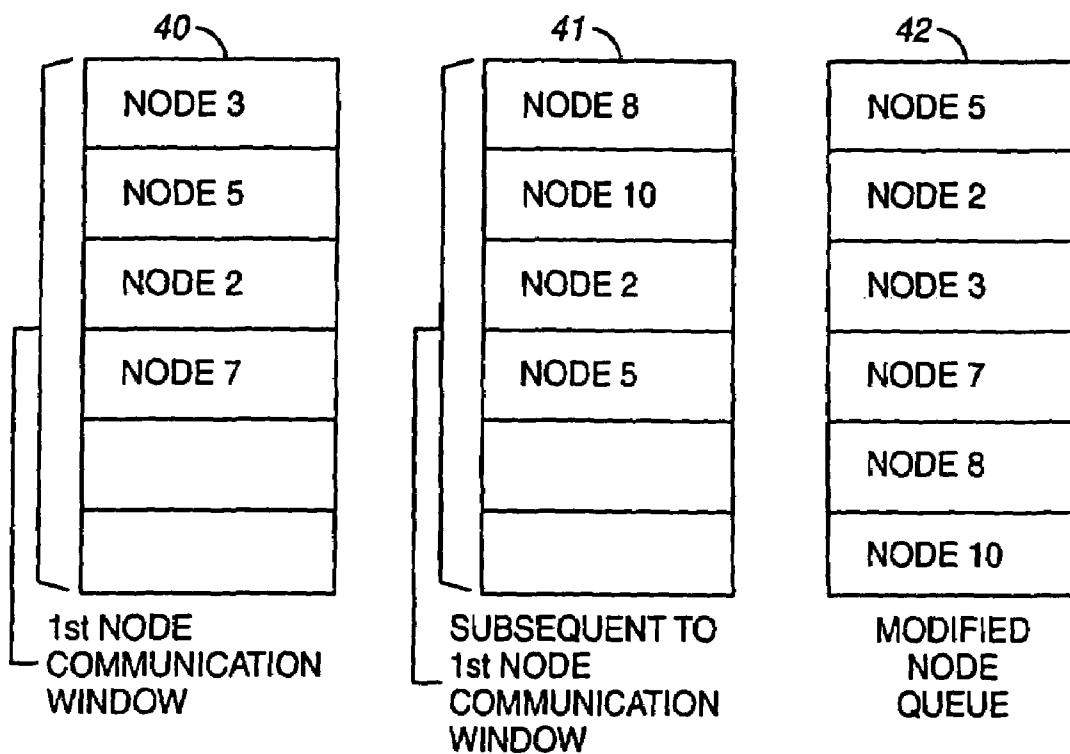 40
NODE 3
NODE 5
NODE 2
NODE 7
1st NODE
COMMUNICATION
WINDOW
41
NODE 8
NODE 10
NODE 2
NODE 5
SUBSEQUENT TO
1st NODE
COMMUNICATION
WINDOW
42
NODE 5
NODE 2
NODE 3
NODE 7
NODE 8
NODE 10
MODIFIED
NODE
QUEUE